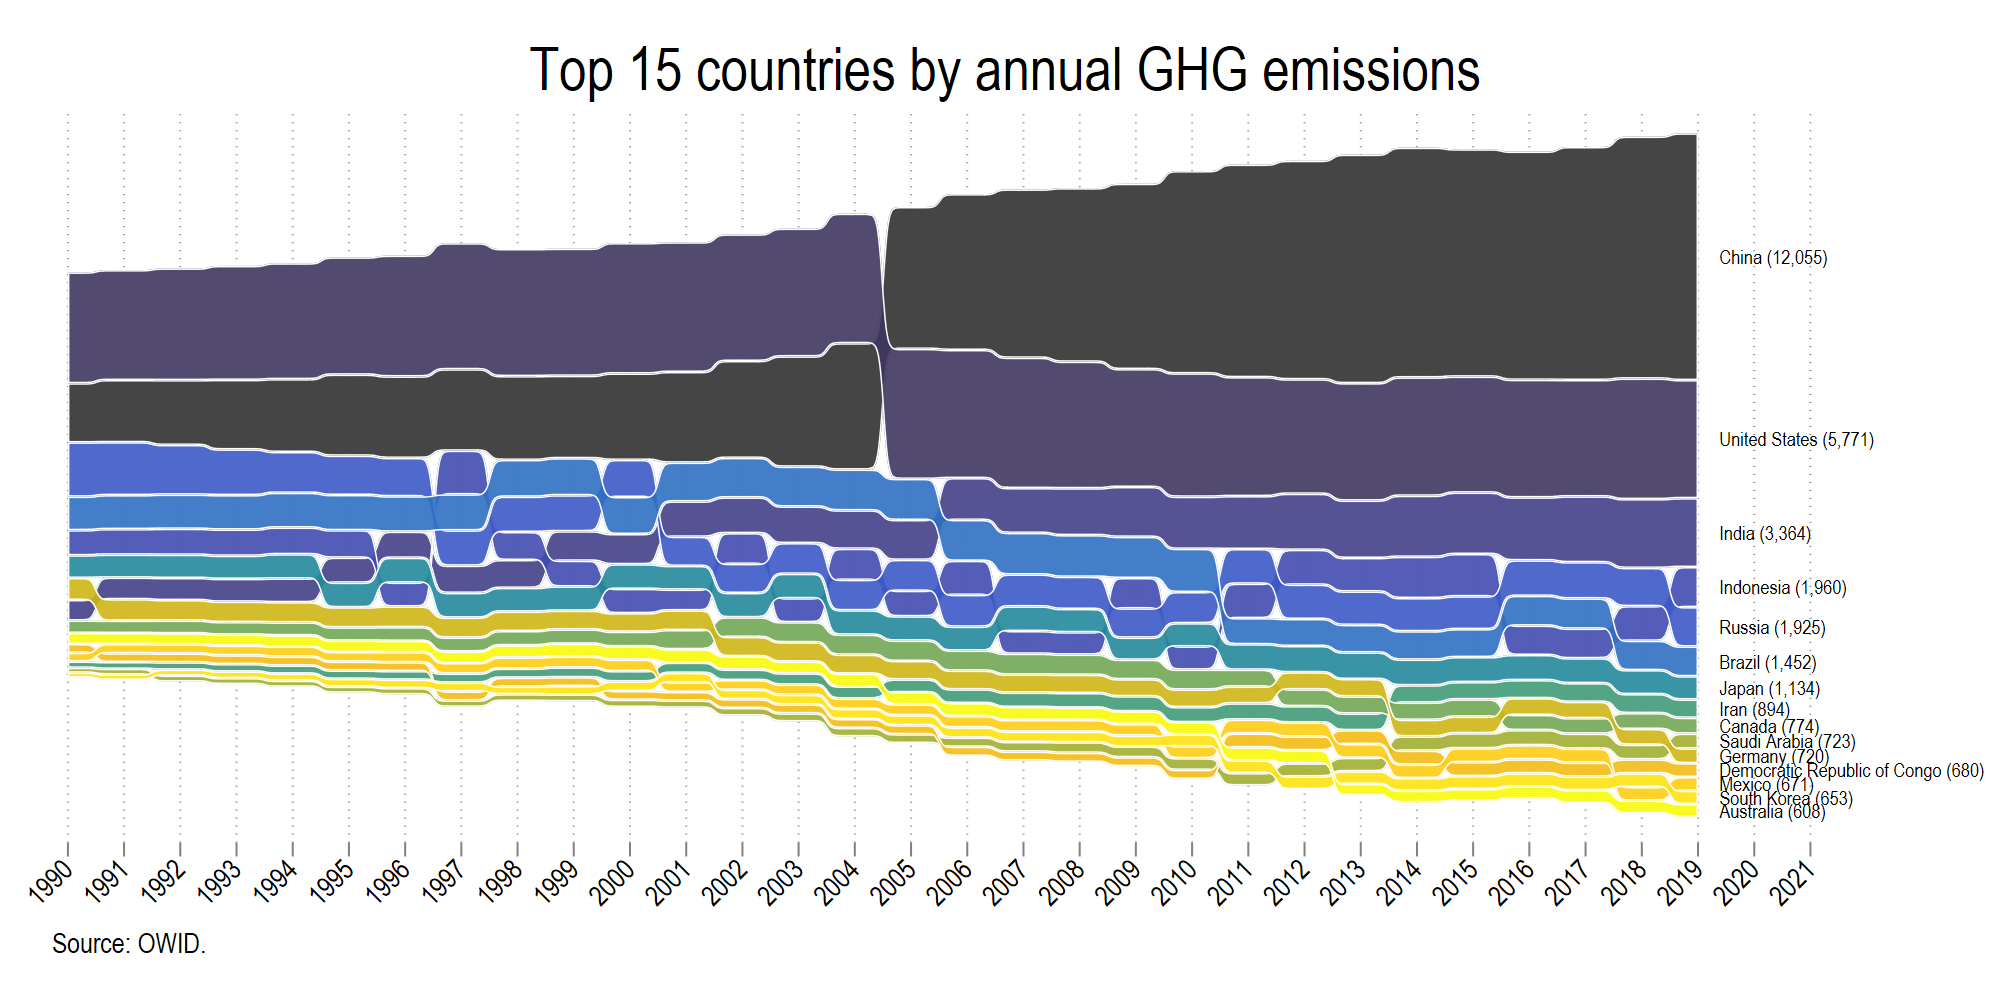 Top 15 countries by annual GHG emissions
China (12,055)
United States (5,771)
India (3,364)
Indonesia (1,960)
Russia (1,925)
Brazil (1,452)
Japan (1,134)
Iran (894)
Canada (774)
Saudi Arabia (723)
Germany (720)
Democratic Republic of Congo (680)
Mexico (671)
South Korea (653)
Australia (608)
1990 1991 1992 1993 1994 1995 1996 1997 1998 1999 2000 2001 2002 2003 2004 2005 2006 2007 2008 2009 2010 2011 2012 2013 2014 2015 2016 2017 2018 2019 2020 2021
Source: OWID.